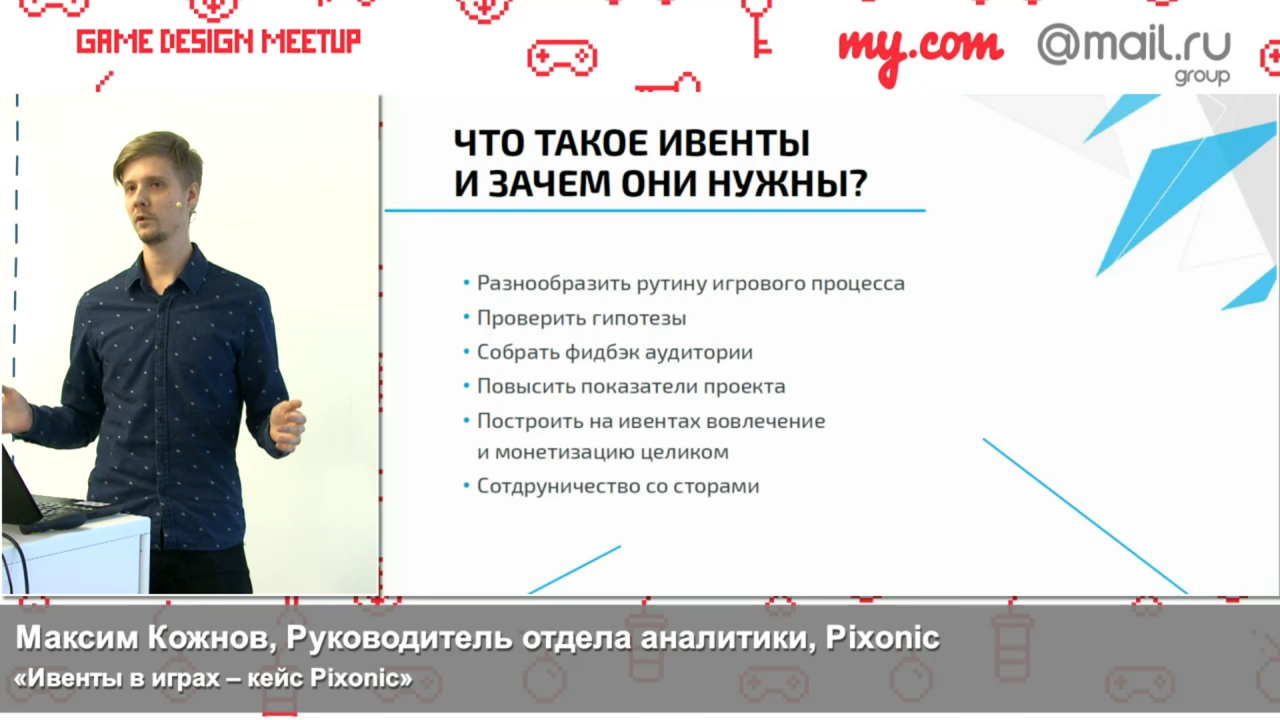 GAME DESIGN MEETUP
my.com
@mail.ru
group
ЧТО ТАКОЕ ИВЕНТЫ
И ЗАЧЕМ ОНИ НУЖНЫ?
• Разнообразить рутину игрового процесса
• Проверить гипотезы
• Собрать фидбэк аудитории
• Повысить показатели проекта
• Построить на ивентах вовлечение
и монетизацию целиком
• Сотдруничество со сторами
Максим Кожнов, Руководитель отдела аналитики, Pixonic
«Ивенты в играх – кейс Pixonic»